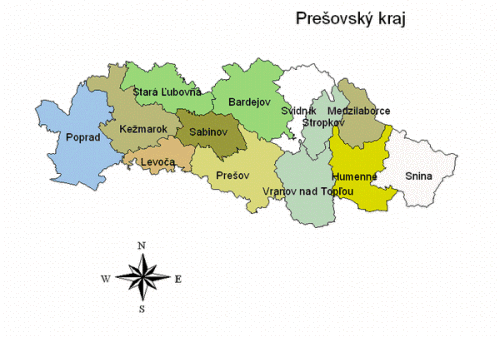 Prešovský kraj
Stará Ľubovňa
Bardejov
Svidník
Medzilaborce
Stropkov
Poprad
Kežmarok
Sabinov
Levoča
Prešov
Humenné
Snina
Vranov nad Topľou
N
W
E
S